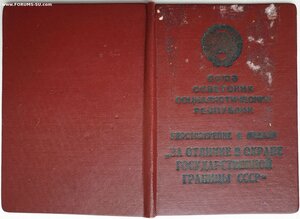 www.FORUMS-SU.com
СОЮЗ
СОВЕТСКИХ
СОЦИАЛИСТИЧЕСКИХ
РЕСПУБЛИК
УДОСТОВЕРЕНИЕ К МЕДАЛИ
„ЗА ОТЛИЧИЕ В ОХРАНЕ
ГОСУДАРСТВЕННОЙ
ГРАНИЦЫ СССР“